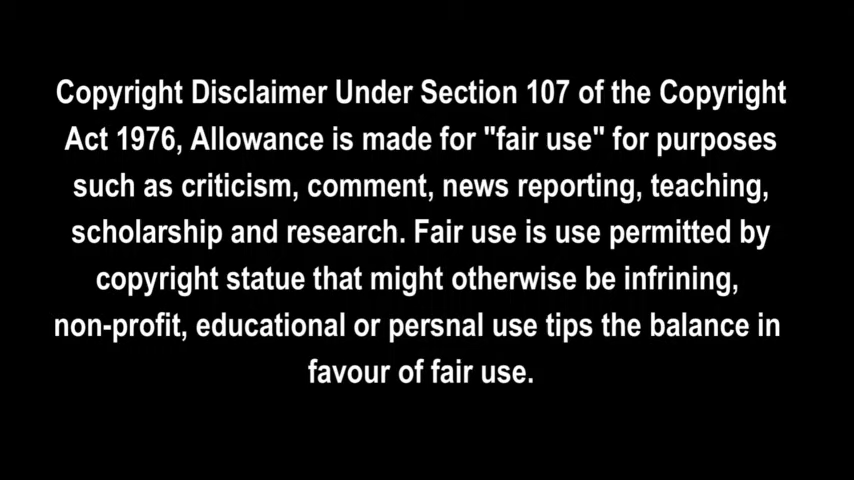 Copyright Disclaimer Under Section 107 of the Copyright
Act 1976, Allowance is made for "fair use" for purposes
such as criticism, comment, news reporting, teaching,
scholarship and research. Fair use is use permitted by
copyright statue that might otherwise be infrining,
non-profit, educational or persnal use tips the balance in
favour of fair use.